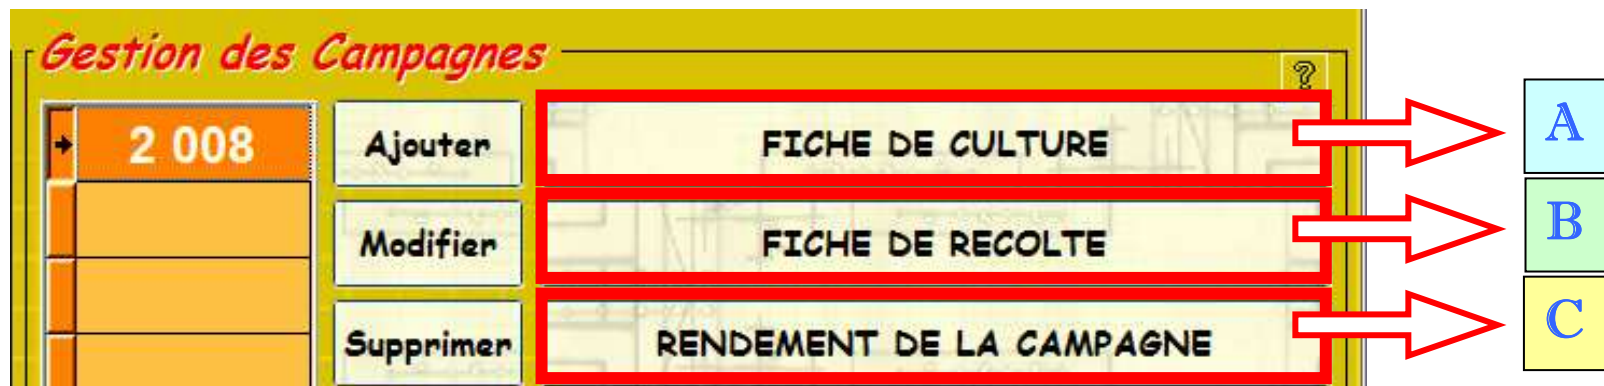 Gestion des Campagnes
?
2 008 Ajouter FICHE DE CULTURE A
Modifier FICHE DE RECOLTE B
Supprimer RENDEMENT DE LA CAMPAGNE C